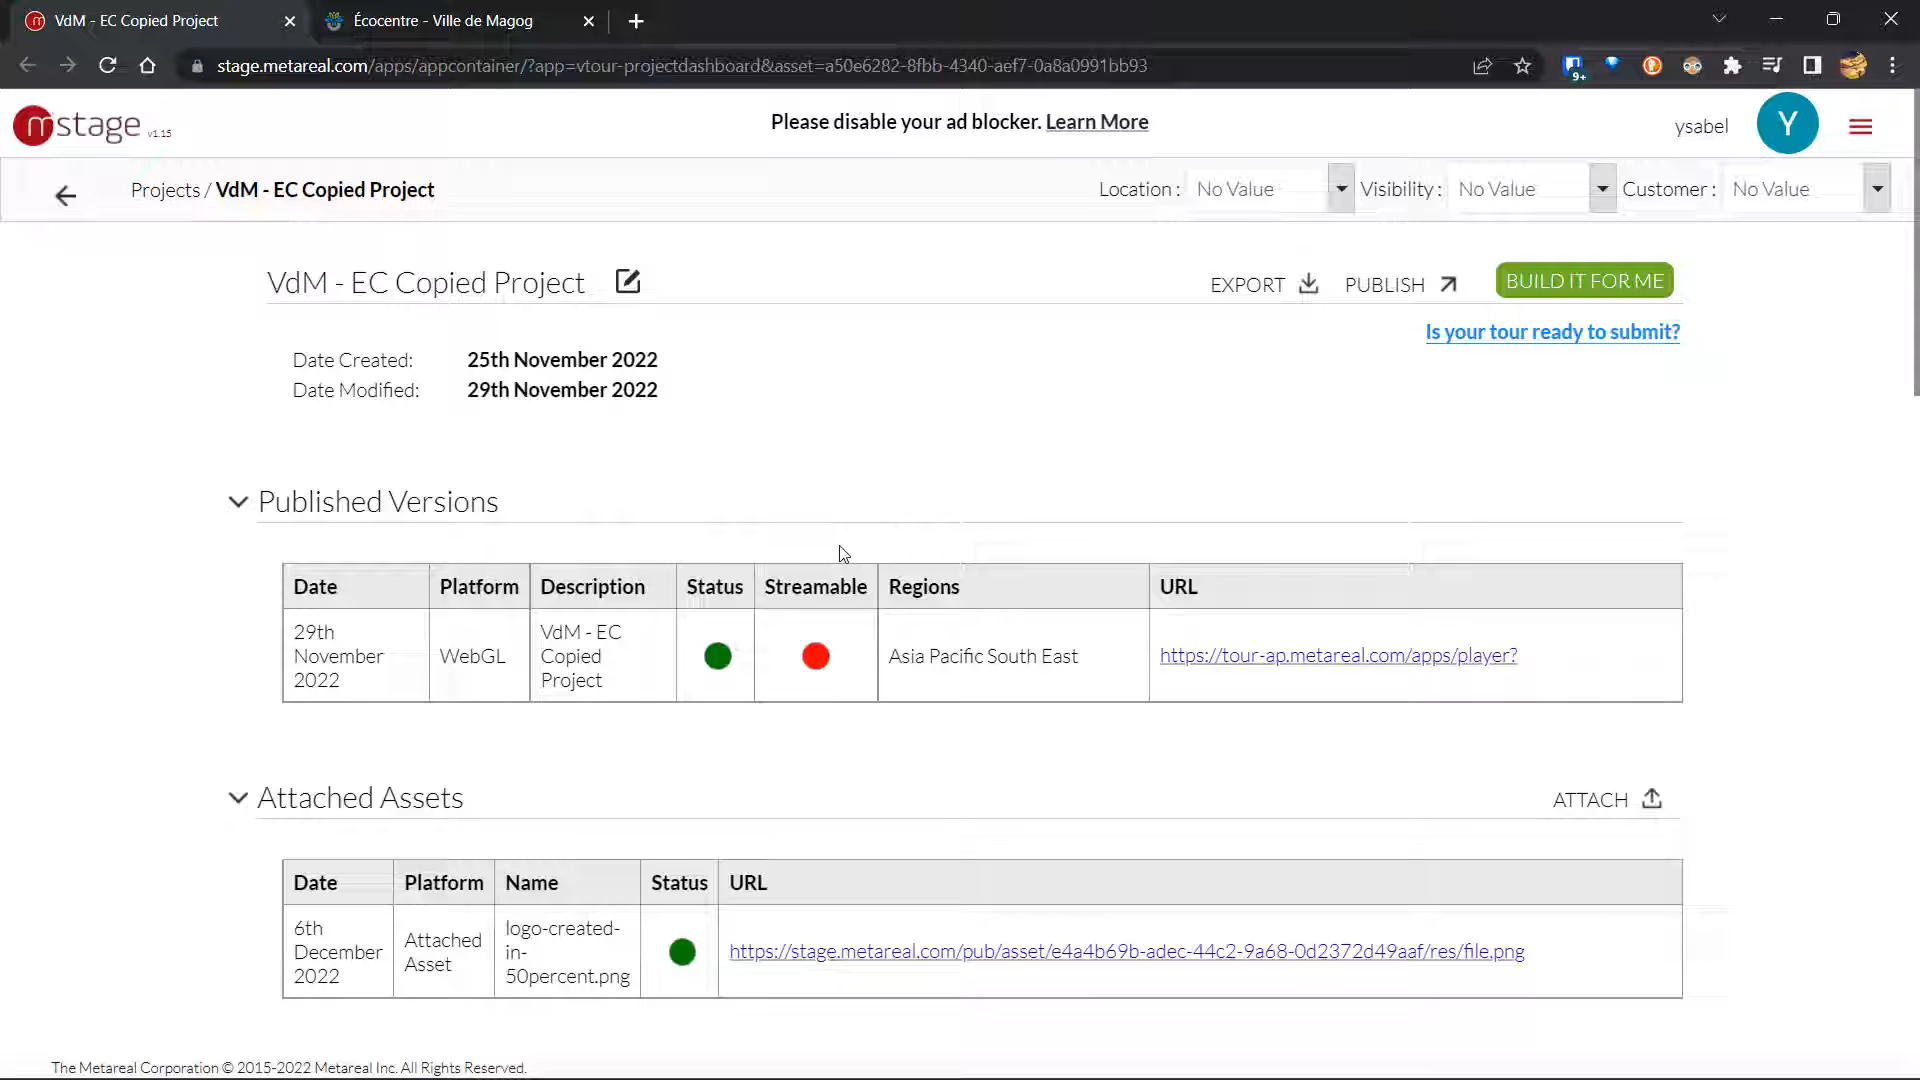 VdM - EC Copied Project
Écocentre - Ville de Magog
stage.metareal.com/apps/appcontainer/?app=vtour-projectdashboard&asset=a50e6282-8fbb-4340-aef7-0a8a0991bb93
9+
mstage v1.15
Please disable your ad blocker. Learn More
ysabel
Y
Projects / VdM - EC Copied Project
Location : No Value
Visibility : No Value
Customer : No Value
VdM - EC Copied Project
EXPORT
PUBLISH
BUILD IT FOR ME
Is your tour ready to submit?
Date Created: 25th November 2022
Date Modified: 29th November 2022
Published Versions
Date Platform Description Status Streamable Regions URL
29th
November
2022
WebGL
VdM - EC
Copied
Project
Asia Pacific South East
https://tour-ap.metareal.com/apps/player?
Attached Assets
ATTACH
Date Platform Name Status URL
6th
December
2022
Attached
Asset
logo-created-
in-
50percent.png
https://stage.metareal.com/pub/asset/e4a4b69b-adec-44c2-9a68-0d2372d49aaf/res/file.png
The Metareal Corporation © 2015-2022 Metareal Inc. All Rights Reserved.